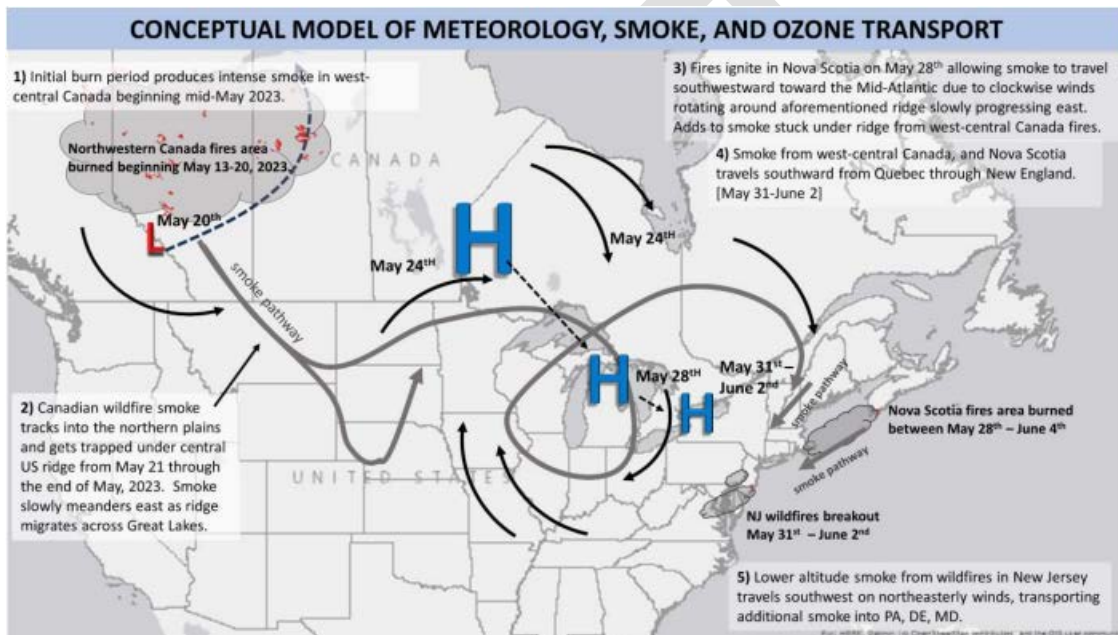 CONCEPTUAL MODEL OF METEOROLOGY, SMOKE, AND OZONE TRANSPORT
1) Initial burn period produces intense smoke in west-
central Canada beginning mid-May 2023.
Northwestern Canada fires area
burned beginning May 13-20, 2023
CANADA
3) Fires ignite in Nova Scotia on May 28th allowing smoke to travel
southwestward toward the Mid-Atlantic due to clockwise winds
rotating around aforementioned ridge slowly progressing east.
Adds to smoke stuck under ridge from west-central Canada fires.
4) Smoke from west-central Canada, and Nova Scotia
travels southward from Quebec through New England.
[May 31-June 2]
May 20th
L
H
May 24tH
May 24tH
smoke pathway
H
May 28TH
H
May 31st –
June 2nd
smoke pathway
Nova Scotia fires area burned
between May 28th – June 4th
smoke pathway
2) Canadian wildfire smoke
tracks into the northern plains
and gets trapped under central
US ridge from May 21 through
the end of May, 2023. Smoke
slowly meanders east as ridge
migrates across Great Lakes.
UNITED STATES
NJ wildfires breakout
May 31st – June 2nd
5) Lower altitude smoke from wildfires in New Jersey
travels southwest on northeasterly winds, transporting
additional smoke into PA, DE, MD.